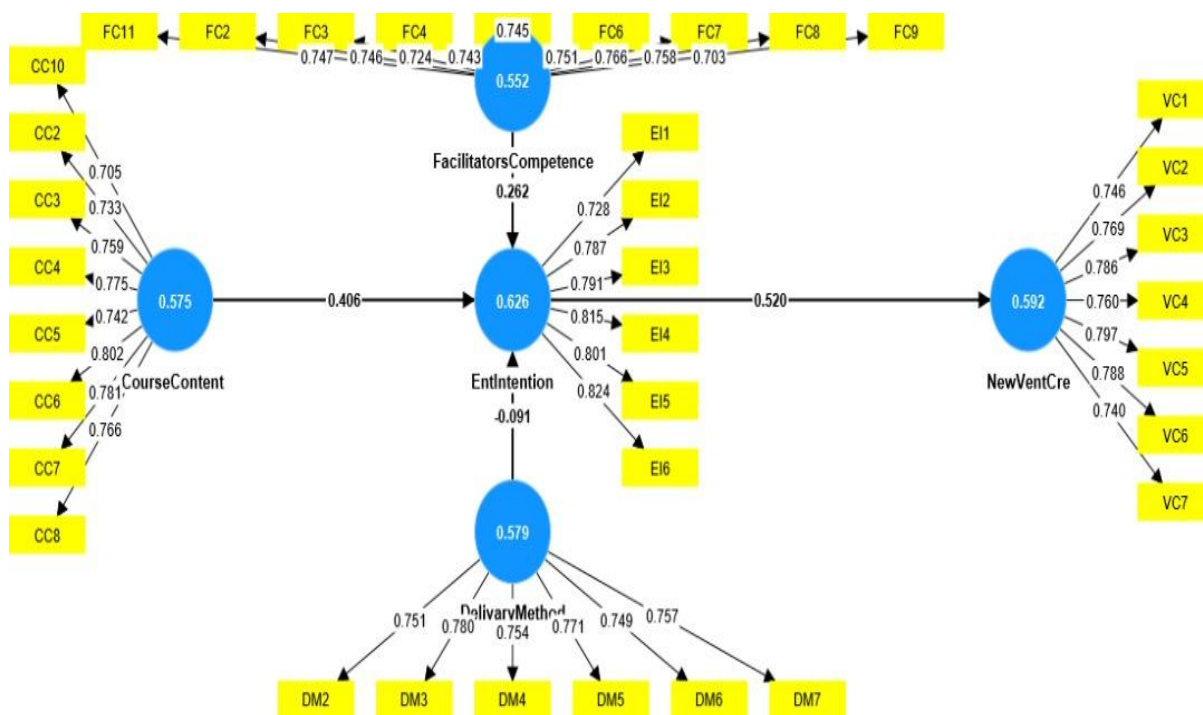 FC11 FC2 FC3 FC4 0.745 FC6 FC7 FC8 FC9
0.747 0.746 0.724 0.743 0.751 0.766 0.758 0.703
0.552
FacilitatorsCompetence
0.262
CC10
CC2
CC3
CC4
CC5
CC6
CC7
CC8
0.705
0.733
0.759
0.775
0.742
0.802
0.781
0.766
0.575
CourseContent
0.406
0.626
EntIntention
-0.091
0.728
0.787
0.791
0.815
0.801
0.824
EI1
EI2
EI3
EI4
EI5
EI6
0.520
0.592
NewVentCre
0.746
0.769
0.786
0.760
0.797
0.788
0.740
VC1
VC2
VC3
VC4
VC5
VC6
VC7
0.579
DelivaryMethod
0.751 0.780 0.754 0.771 0.749 0.757
DM2 DM3 DM4 DM5 DM6 DM7